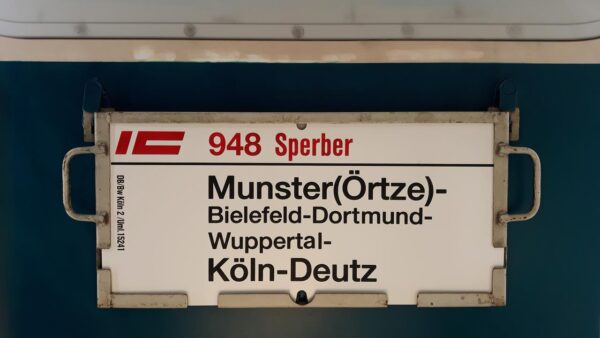 IC 948 Sperber
Munster(Örtze)-
Bielefeld-Dortmund-
Wuppertal-
Köln-Deutz
DB/Bw Köln 2 /Uml.15241